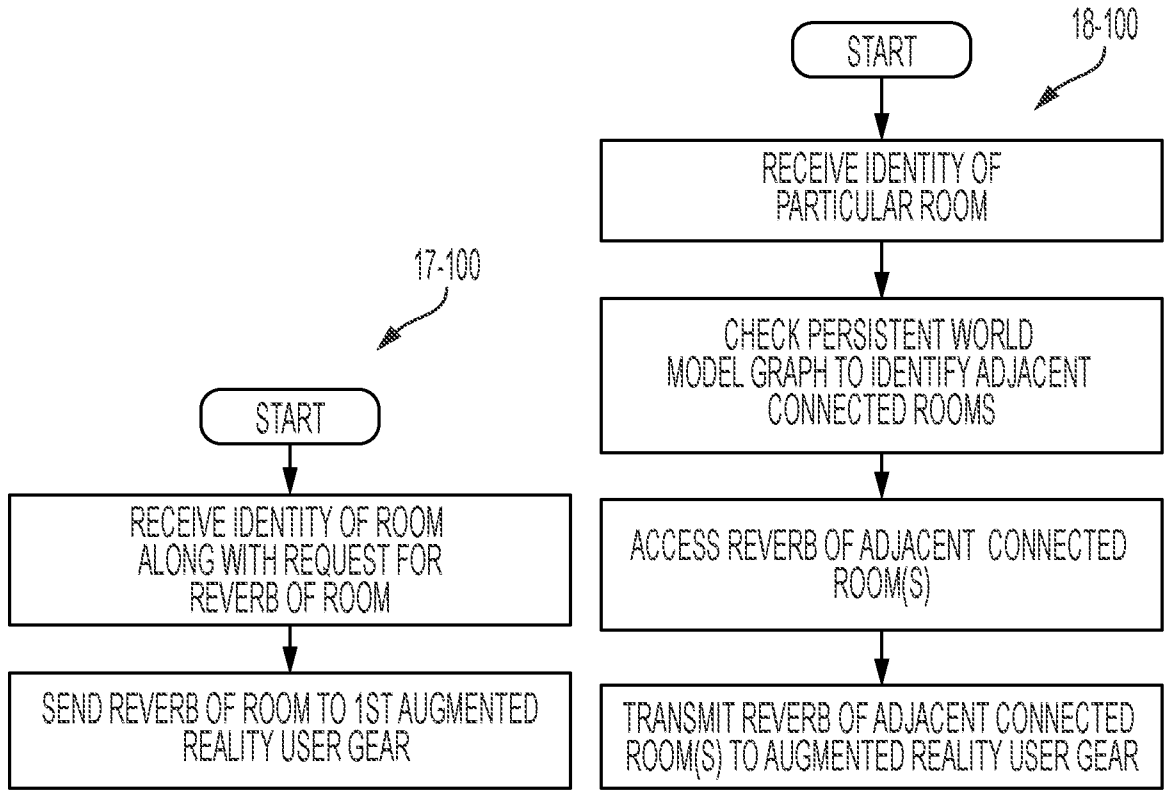 17-100
START
RECEIVE IDENTITY OF ROOM
ALONG WITH REQUEST FOR
REVERB OF ROOM
SEND REVERB OF ROOM TO 1ST AUGMENTED
REALITY USER GEAR
18-100
START
RECEIVE IDENTITY OF
PARTICULAR ROOM
CHECK PERSISTENT WORLD
MODEL GRAPH TO IDENTIFY ADJACENT
CONNECTED ROOMS
ACCESS REVERB OF ADJACENT CONNECTED
ROOM(S)
TRANSMIT REVERB OF ADJACENT CONNECTED
ROOM(S) TO AUGMENTED REALITY USER GEAR